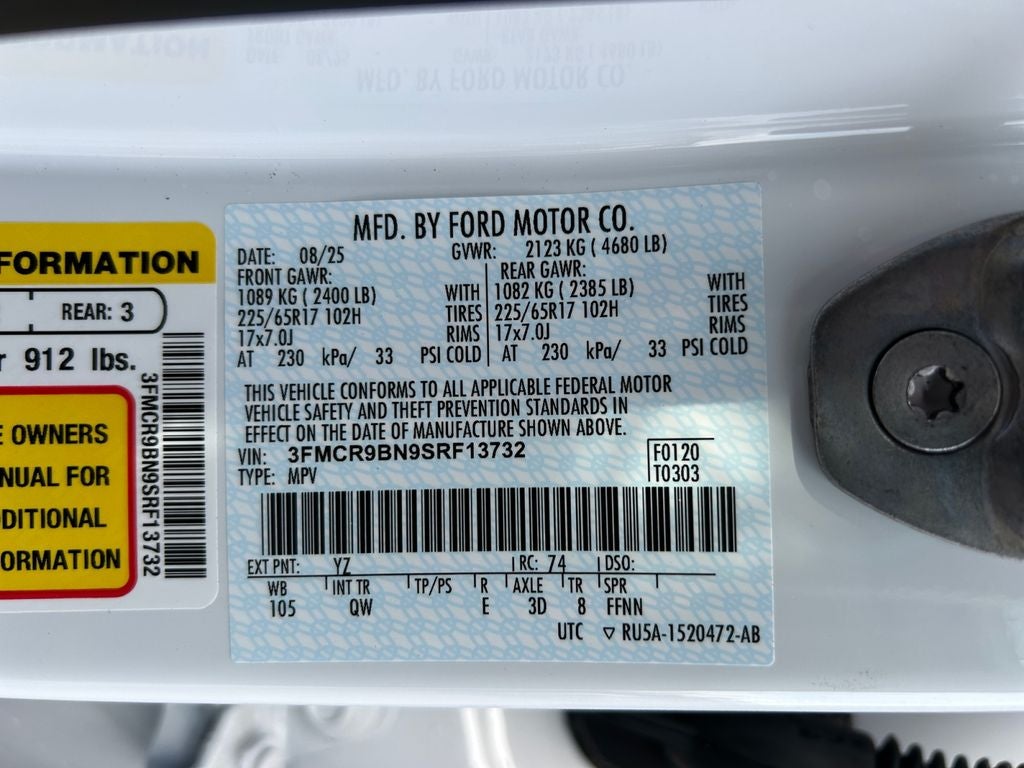 FORMATION
REAR: 3
912 lbs.
E OWNERS
NUAL FOR
DDITIONAL
ORMATION
3FMCR9BN9SRF13732
MFD. BY FORD MOTOR CO.
DATE: 08/25 GVWR: 2123 KG ( 4680 LB)
FRONT GAWR: REAR GAWR:
1089 KG ( 2400 LB) WITH 1082 KG ( 2385 LB) WITH
225/65R17 102H TIRES 225/65R17 102H TIRES
17x7.0J RIMS 17x7.0J RIMS
AT 230 kPa/ 33 PSI COLD AT 230 kPa/ 33 PSI COLD
THIS VEHICLE CONFORMS TO ALL APPLICABLE FEDERAL MOTOR
VEHICLE SAFETY AND THEFT PREVENTION STANDARDS IN
EFFECT ON THE DATE OF MANUFACTURE SHOWN ABOVE.
VIN: 3FMCR9BN9SRF13732 F0120
TYPE: MPV T0303
EXT PNT: YZ RC: 74 DSO:
WB INT TR TP/PS R AXLE TR SPR
105 QW E 3D 8 FFNN
UTC ▽ RU5A-1520472-AB